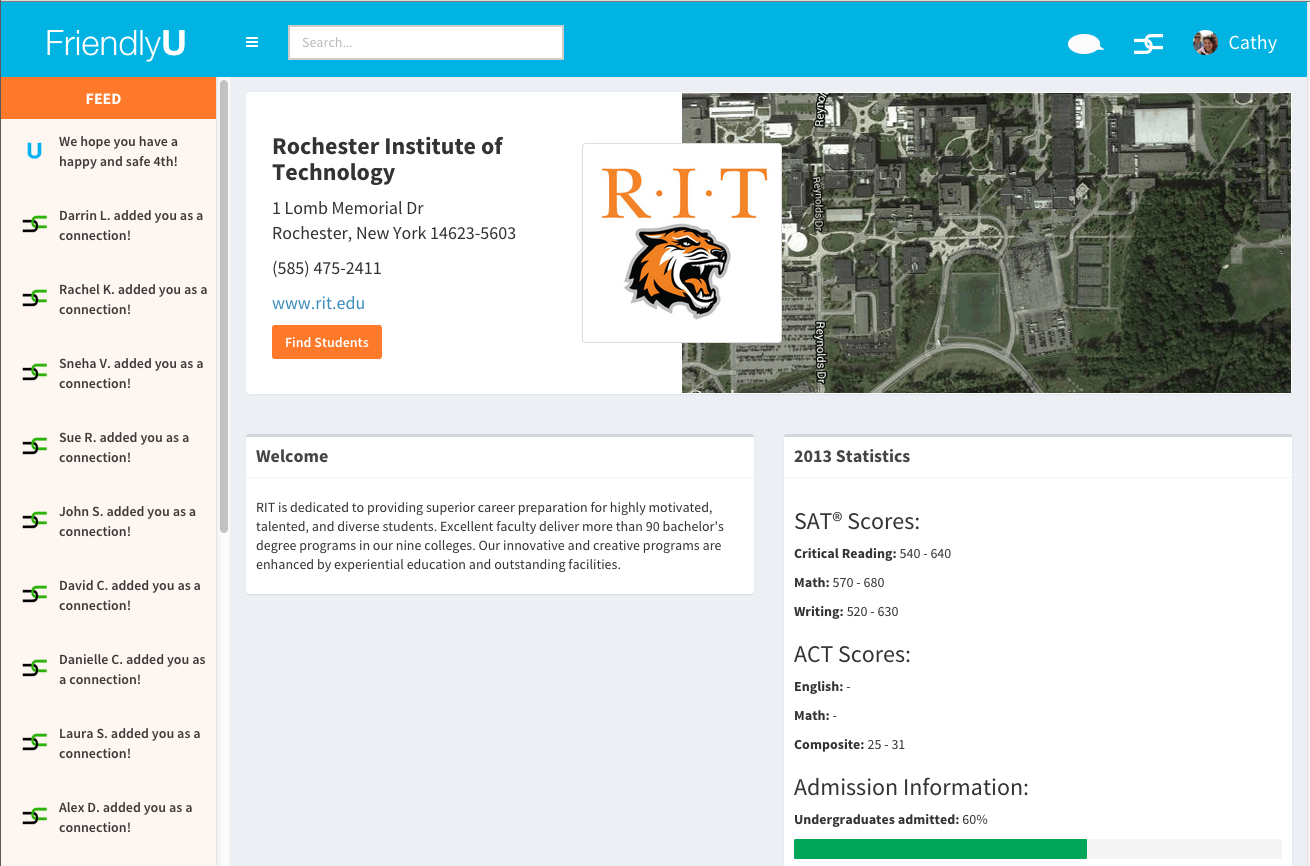 FriendlyU
Search...
Cathy
FEED
U
We hope you have a
happy and safe 4th!
Darrin L. added you as a
connection!
Rachel K. added you as a
connection!
Sneha V. added you as a
connection!
Sue R. added you as a
connection!
John S. added you as a
connection!
David C. added you as a
connection!
Danielle C. added you as
a connection!
Laura S. added you as a
connection!
Alex D. added you as a
connection!
Rochester Institute of
Technology
1 Lomb Memorial Dr
Rochester, New York 14623-5603
(585) 475-2411
www.rit.edu
Find Students
R·I·T
Reynolds Dr
Reynolds Dr
Welcome
RIT is dedicated to providing superior career preparation for highly motivated,
talented, and diverse students. Excellent faculty deliver more than 90 bachelor's
degree programs in our nine colleges. Our innovative and creative programs are
enhanced by experiential education and outstanding facilities.
2013 Statistics
SAT® Scores:
Critical Reading: 540 - 640
Math: 570 - 680
Writing: 520 - 630
ACT Scores:
English: -
Math: -
Composite: 25 - 31
Admission Information:
Undergraduates admitted: 60%